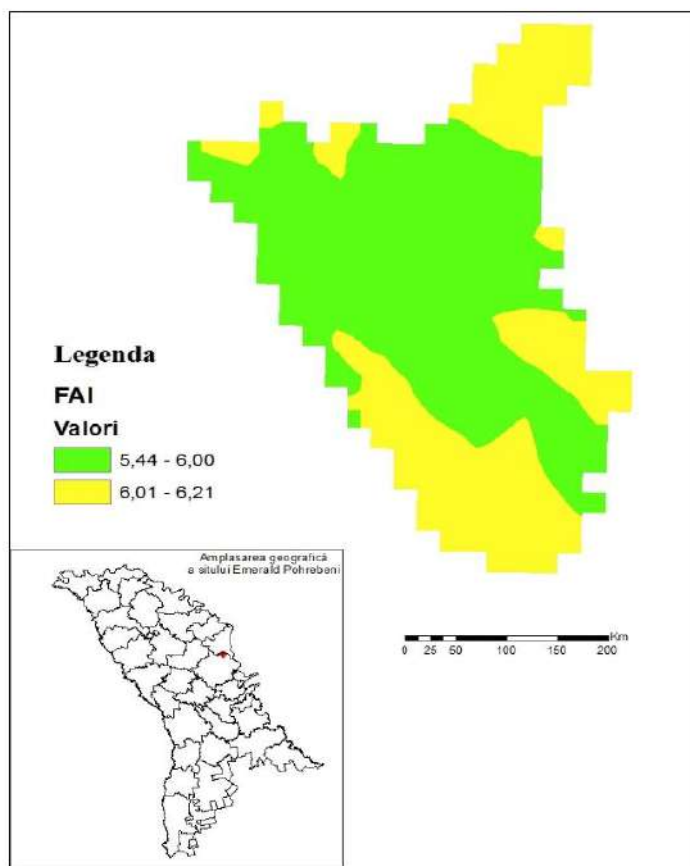 Legenda
FAI
Valori
5,44 - 6,00
6,01 - 6,21
Amplasarea geografică
a sitului Emerald Pohrebeni
Km
0 25 50 100 150 200